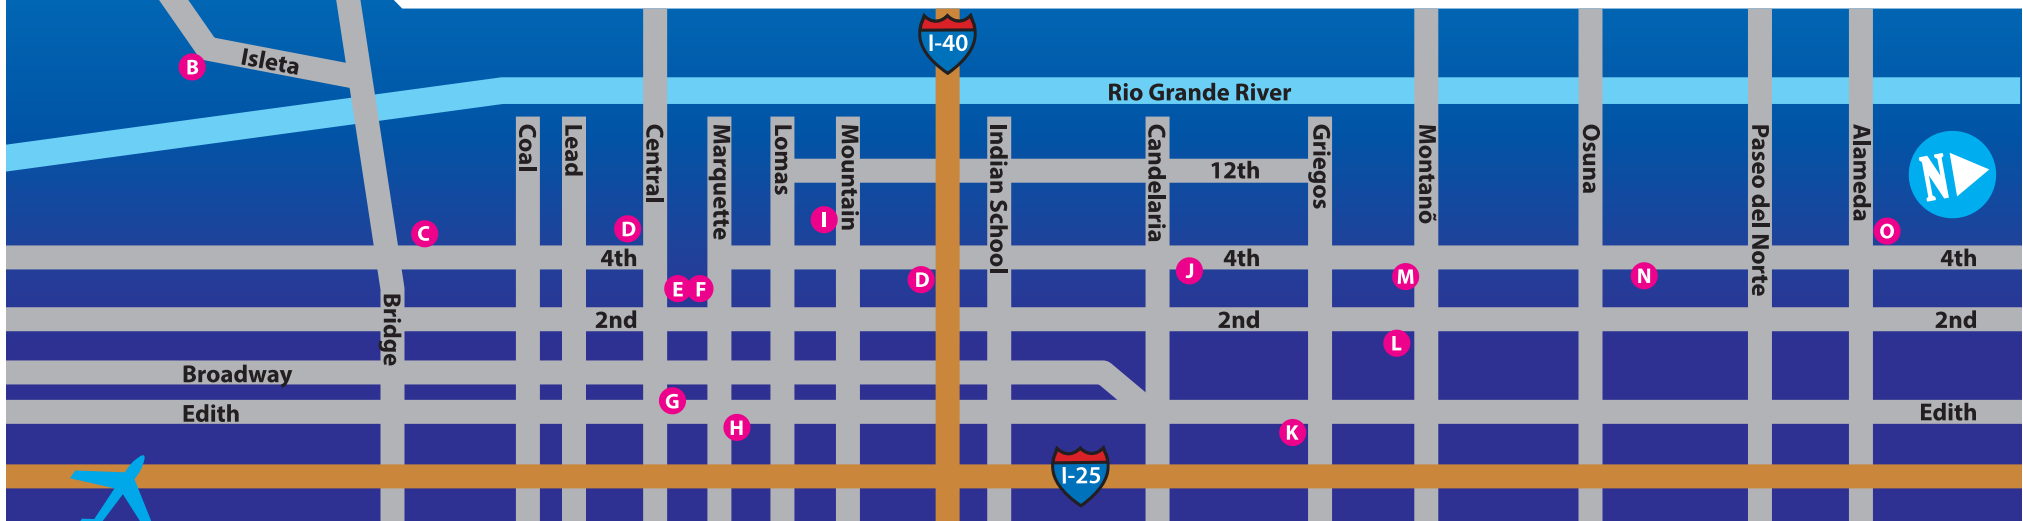 I-40
B
Isleta
Rio Grande River
Coal
Lead
Central
Marquette
Lomas
Mountain
Indian School
Candelaria
Griegos
Montanõ
Osuna
Paseo del Norte
Alameda
N
12th
C
D
I
O
4th
4th
4th
E
F
D
J
M
N
Bridge
2nd
2nd
2nd
L
Broadway
G
Edith
Edith
H
K
I-25